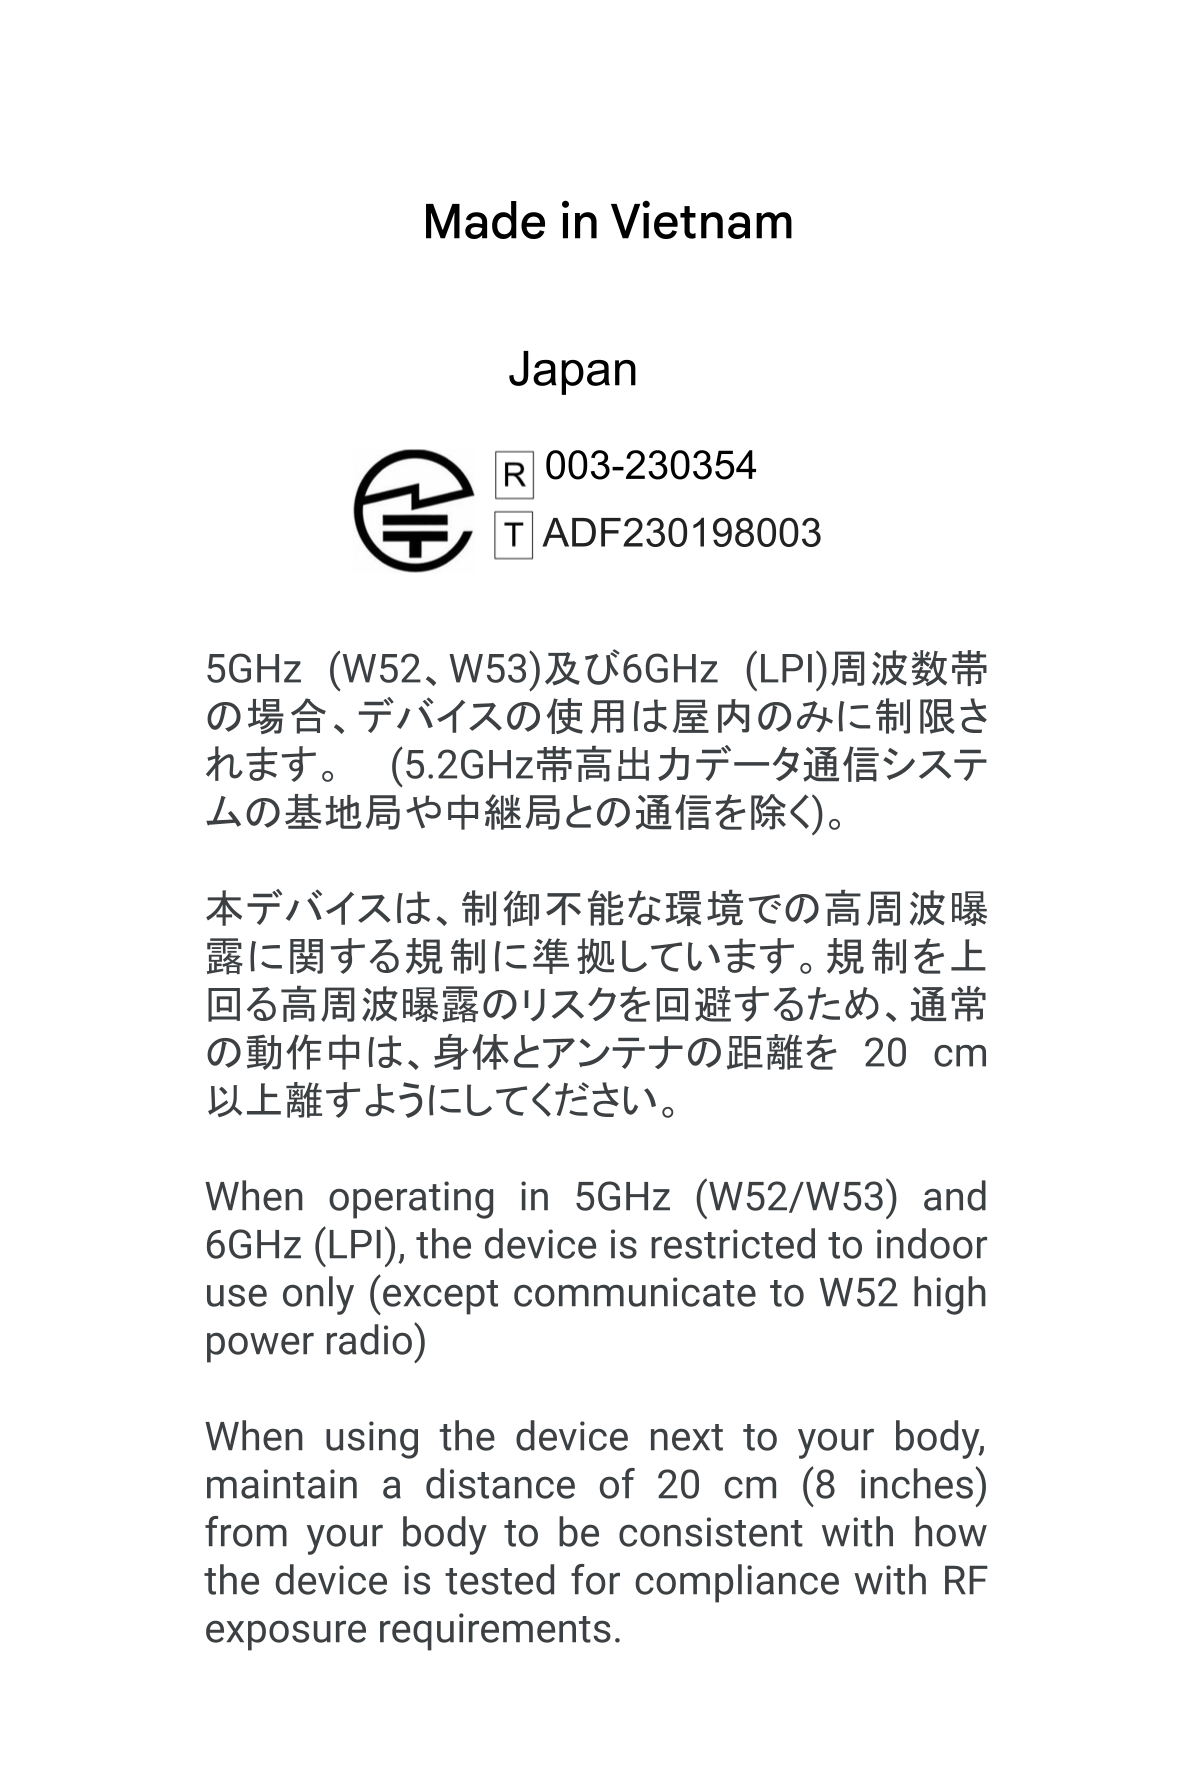 Made in Vietnam
Japan
R 003-230354
T ADF230198003
5GHz (W52、W53)及び6GHz (LPI)周波数帯
の場合、デバイスの使用は屋内のみに制限さ
れます。 (5.2GHz帯高出力データ通信システ
ムの基地局や中継局との通信を除く)。
本デバイスは、制御不能な環境での高周波曝
露に関する規制に準拠しています。規制を上
回る高周波曝露のリスクを回避するため、通常
の動作中は、身体とアンテナの距離を 20 cm
以上離すようにしてください。
When operating in 5GHz (W52/W53) and
6GHz (LPI), the device is restricted to indoor
use only (except communicate to W52 high
power radio)
When using the device next to your body,
maintain a distance of 20 cm (8 inches)
from your body to be consistent with how
the device is tested for compliance with RF
exposure requirements.